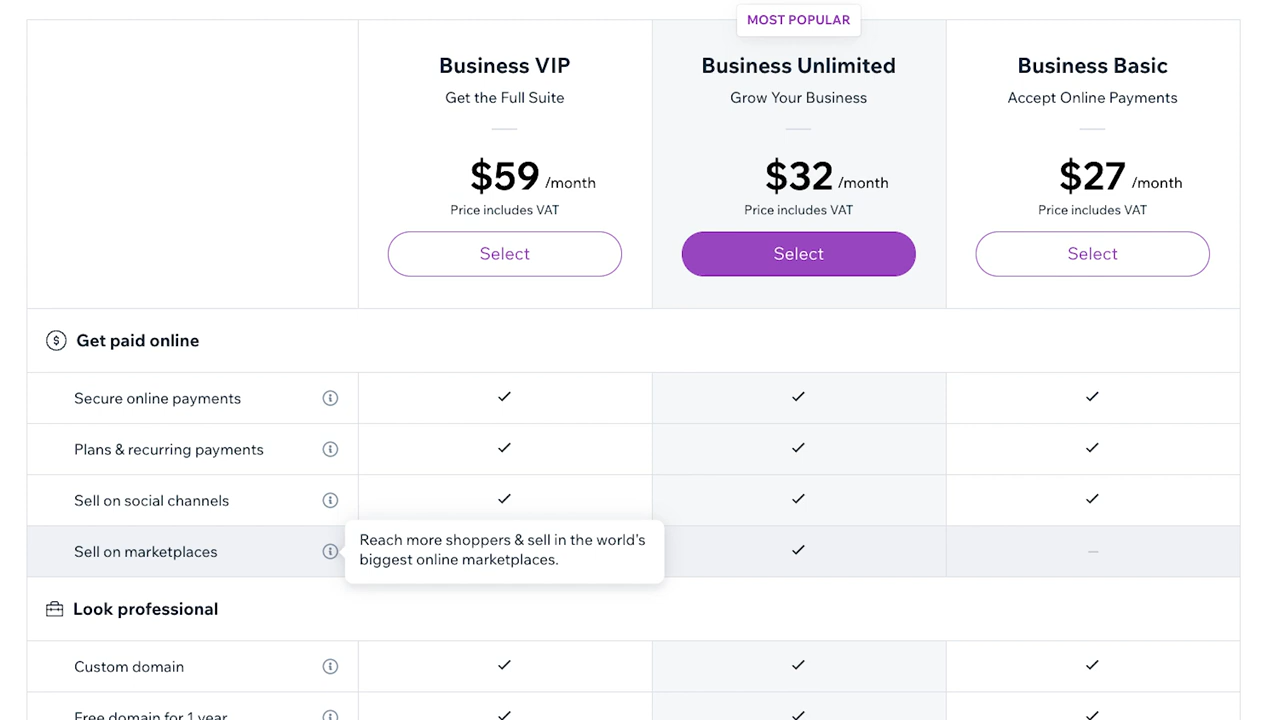 MOST POPULAR
Business VIP
Get the Full Suite
$59 /month
Price includes VAT
Select
Business Unlimited
Grow Your Business
$32 /month
Price includes VAT
Select
Business Basic
Accept Online Payments
$27 /month
Price includes VAT
Select
Get paid online
Secure online payments
Plans & recurring payments
Sell on social channels
Sell on marketplaces
Reach more shoppers & sell in the world's
biggest online marketplaces.
Look professional
Custom domain
Free domain for 1 year